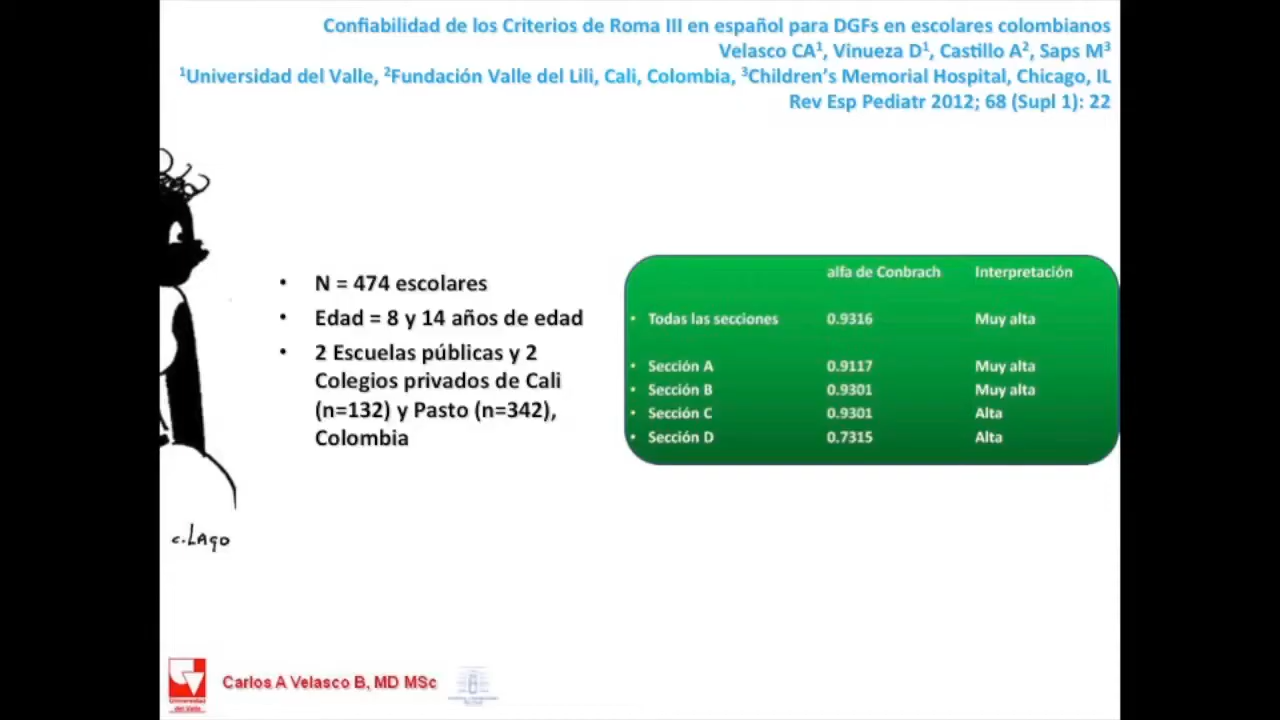 Confiabilidad de los Criterios de Roma III en español para DGFs en escolares colombianos
Velasco CA¹, Vinueza D¹, Castillo A², Saps M³
¹Universidad del Valle, ²Fundación Valle del Lili, Cali, Colombia, ³Children's Memorial Hospital, Chicago, IL
Rev Esp Pediatr 2012; 68 (Supl 1): 22
• N = 474 escolares
• Edad = 8 y 14 años de edad
• 2 Escuelas públicas y 2
Colegios privados de Cali
(n=132) y Pasto (n=342),
Colombia
alfa de Conbrach Interpretación
• Todas las secciones 0.9316 Muy alta
• Sección A 0.9117 Muy alta
• Sección B 0.9301 Muy alta
• Sección C 0.9301 Alta
• Sección D 0.7315 Alta
c.Lago
Universidad
del Valle
Carlos A Velasco B, MD MSc